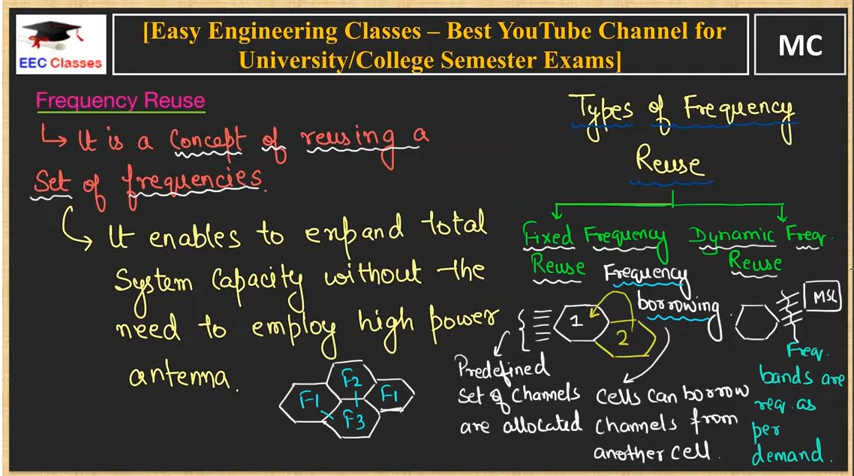 [Easy Engineering Classes – Best YouTube Channel for
University/College Semester Exams]
EEC Classes
MC
Frequency Reuse
It is a concept of reusing a
Set of frequencies.
It enables to expand total
System capacity without the
need to employ high power
antenna.
F1
F2
F3
F1
Types of Frequency
Reuse
Fixed Frequency
Reuse
Dynamic Freq.
Reuse
Frequency
borrowing
1
2
MSC
Predefined
set of channels
are allocated
cells can borrow
channels from
another cell.
Freq.
bands are
req. as
per
demand.